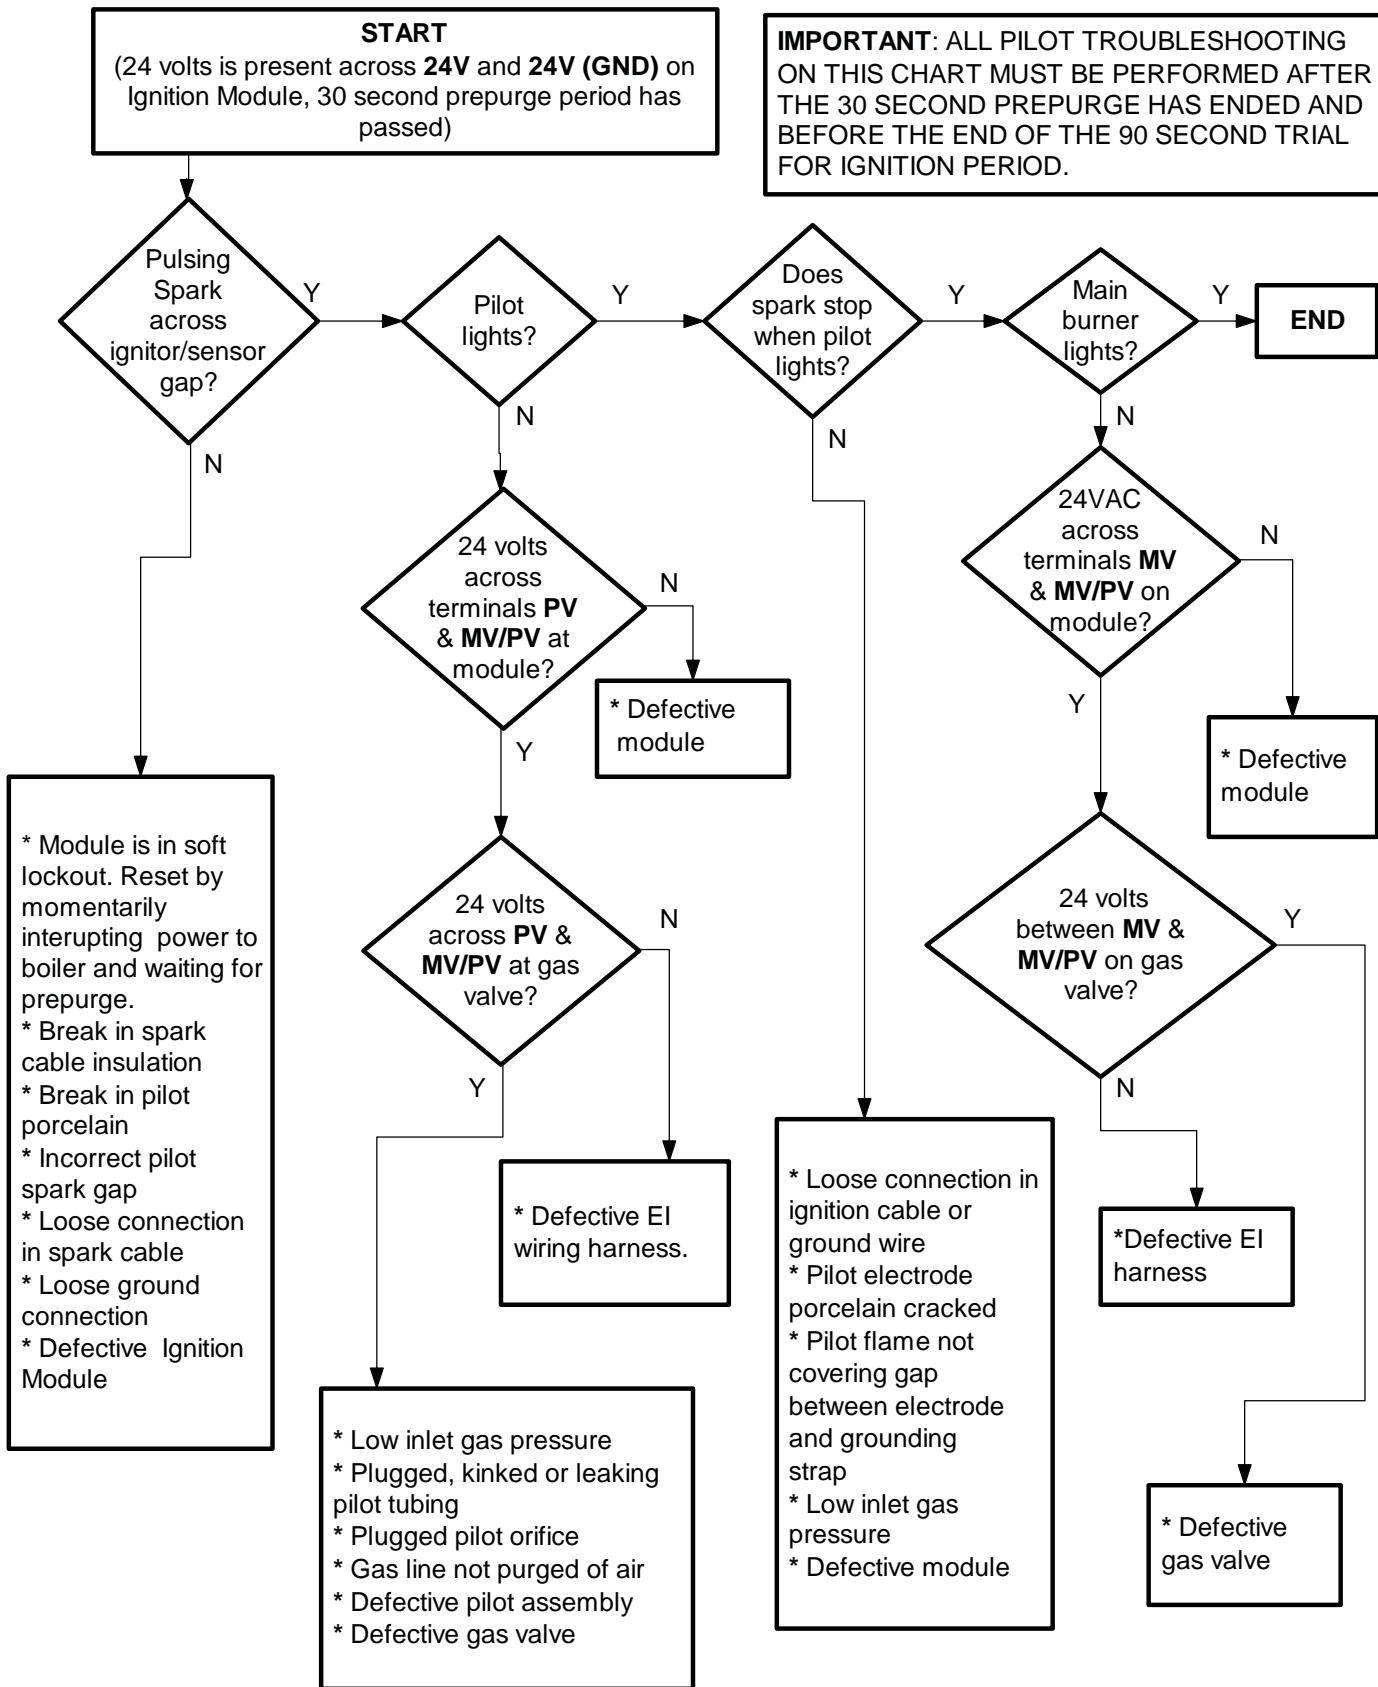 START
(24 volts is present across 24V and 24V (GND) on
Ignition Module, 30 second prepurge period has
passed)
IMPORTANT: ALL PILOT TROUBLESHOOTING
ON THIS CHART MUST BE PERFORMED AFTER
THE 30 SECOND PREPURGE HAS ENDED AND
BEFORE THE END OF THE 90 SECOND TRIAL
FOR IGNITION PERIOD.
Pulsing
Spark
across
ignitor/sensor
gap?
Y
N
Pilot
lights?
Y
N
Does
spark stop
when pilot
lights?
Y
N
Main
burner
lights?
Y
N
END
24 volts
across
terminals PV
& MV/PV at
module?
N
Y
* Defective
module
24VAC
across
terminals MV
& MV/PV on
module?
N
Y
* Defective
module
* Module is in soft
lockout. Reset by
momentarily
interupting power to
boiler and waiting for
prepurge.
* Break in spark
cable insulation
* Break in pilot
porcelain
* Incorrect pilot
spark gap
* Loose connection
in spark cable
* Loose ground
connection
* Defective Ignition
Module
24 volts
across PV &
MV/PV at gas
valve?
N
Y
* Defective EI
wiring harness.
* Low inlet gas pressure
* Plugged, kinked or leaking
pilot tubing
* Plugged pilot orifice
* Gas line not purged of air
* Defective pilot assembly
* Defective gas valve
* Loose connection in
ignition cable or
ground wire
* Pilot electrode
porcelain cracked
* Pilot flame not
covering gap
between electrode
and grounding
strap
* Low inlet gas
pressure
* Defective module
24 volts
between MV &
MV/PV on gas
valve?
Y
N
*Defective EI
harness
* Defective
gas valve